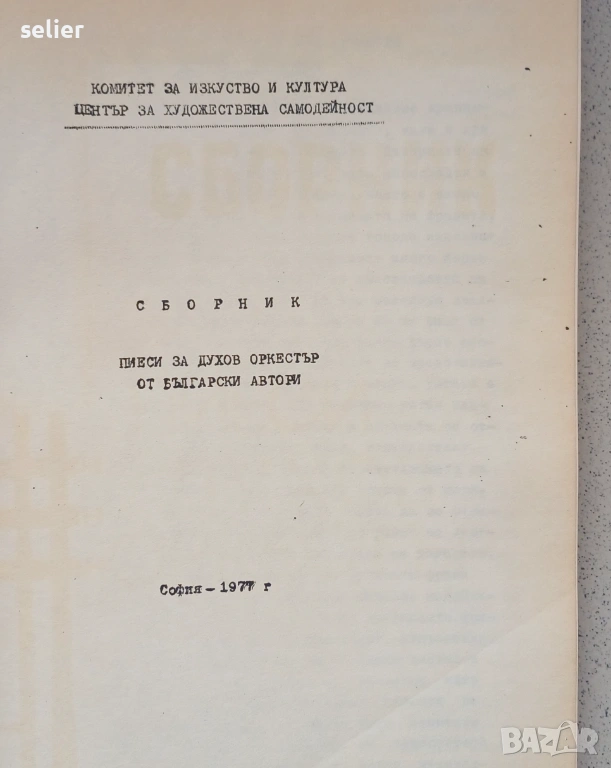 selier
КОМИТЕТ ЗА ИЗКУСТВО И КУЛТУРА
ЦЕНТЪР ЗА ХУДОЖЕСТВЕНА САМОДЕЙНОСТ
С Б О Р Н И К
ПИЕСИ ЗА ДУХОВ ОРКЕСТЪР
ОТ БЪЛГАРСКИ АВТОРИ
София - 1977 г
BAZAR